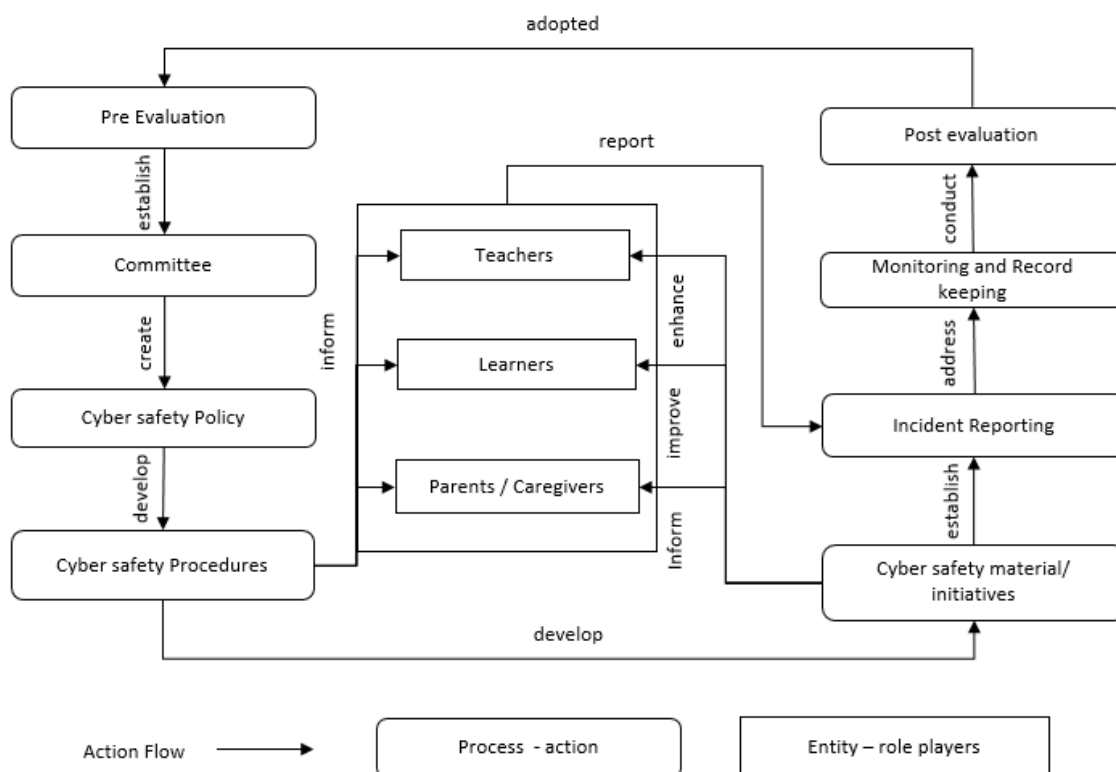 adopted
Pre Evaluation
Post evaluation
report
establish
conduct
Committee
Teachers
Monitoring and Record
keeping
enhance
create
inform
address
Learners
Cyber safety Policy
improve
Incident Reporting
develop
Parents / Caregivers
establish
Inform
Cyber safety Procedures
Cyber safety material/
initiatives
develop
Action Flow
Process - action
Entity – role players